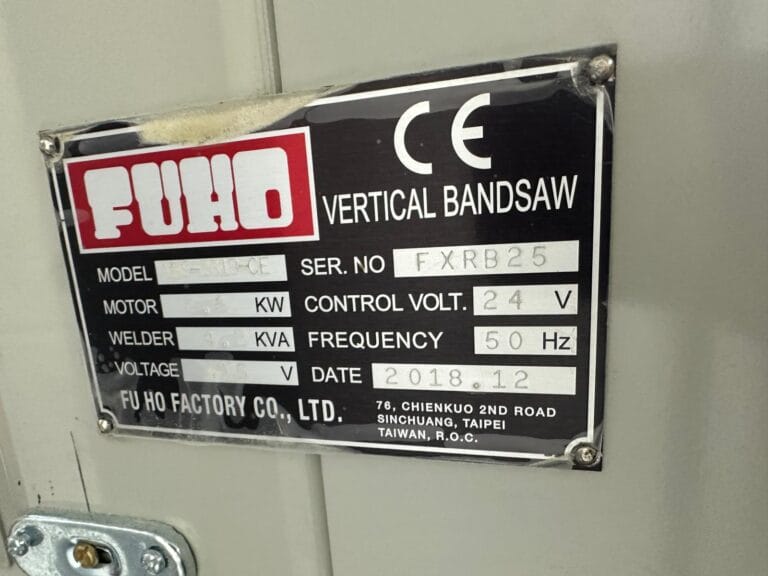 CE
FUHO
VERTICAL BANDSAW
MODEL
SER. NO FXRB25
MOTOR KW
CONTROL VOLT. 24 V
WELDER KVA
FREQUENCY 50 Hz
VOLTAGE V
DATE 2018.12
FU HO FACTORY CO., LTD.
76, CHIENKUO 2ND ROAD
SINCHUANG, TAIPEI
TAIWAN, R.O.C.